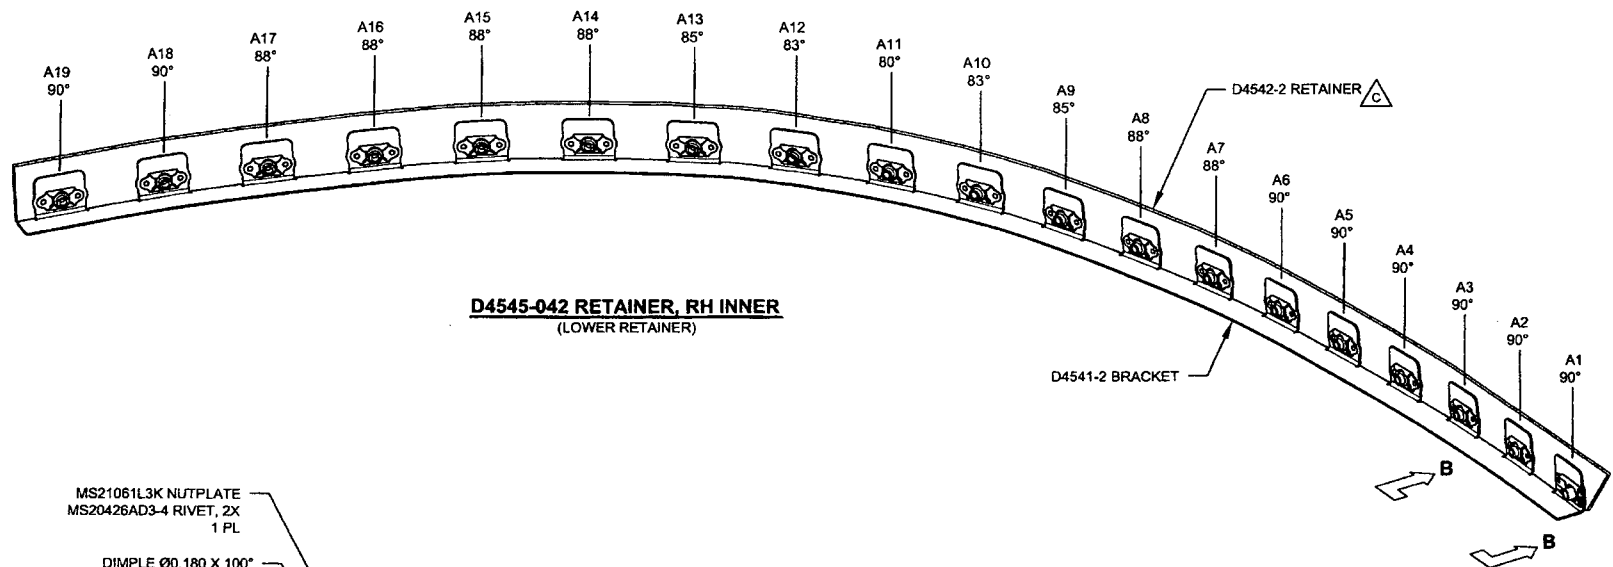 A19
90°
A18
90°
A17
88°
A16
88°
A15
88°
A14
88°
A13
85°
A12
83°
A11
80°
A10
83°
A9
85°
A8
88°
A7
88°
A6
90°
A5
90°
A4
90°
A3
90°
A2
90°
A1
90°
D4542-2 RETAINER
C
D4545-042 RETAINER, RH INNER
(LOWER RETAINER)
D4541-2 BRACKET
B
B
MS21061L3K NUTPLATE
MS20426AD3-4 RIVET, 2X
1 PL
DIMPLE Ø0.180 X 100°